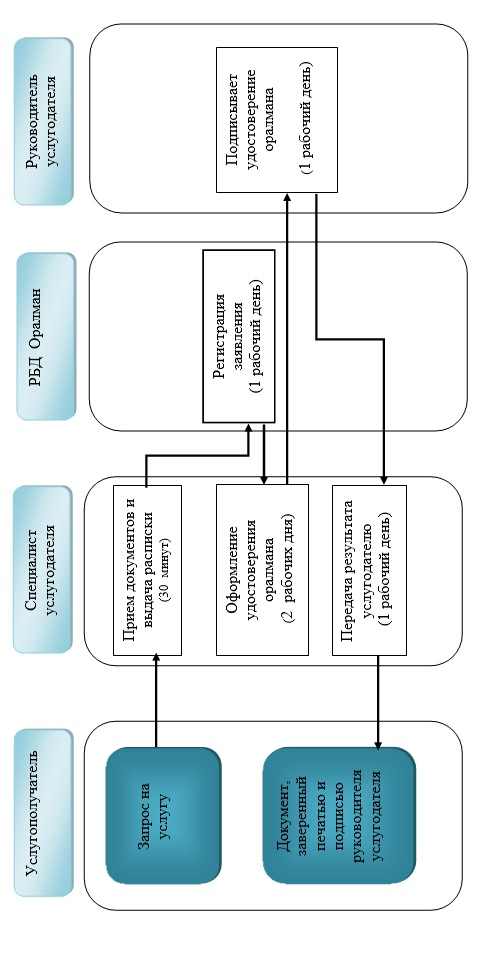 Услугополучатель
Специалист
услугодателя
РБД Оралман
Руководитель
услугодателя
Запрос на
услугу
Документ,
заверенный
печатью и
подписью
руководителя
услугодателя
Прием документов и
выдача расписки
(30 минут)
Оформление
удостоверения
оралмана
(2 рабочих дня)
Передача результата
услугодателю
(1 рабочий день)
Регистрация
заявления
(1 рабочий день)
Подписывает
удостоверение
оралмана
(1 рабочий день)